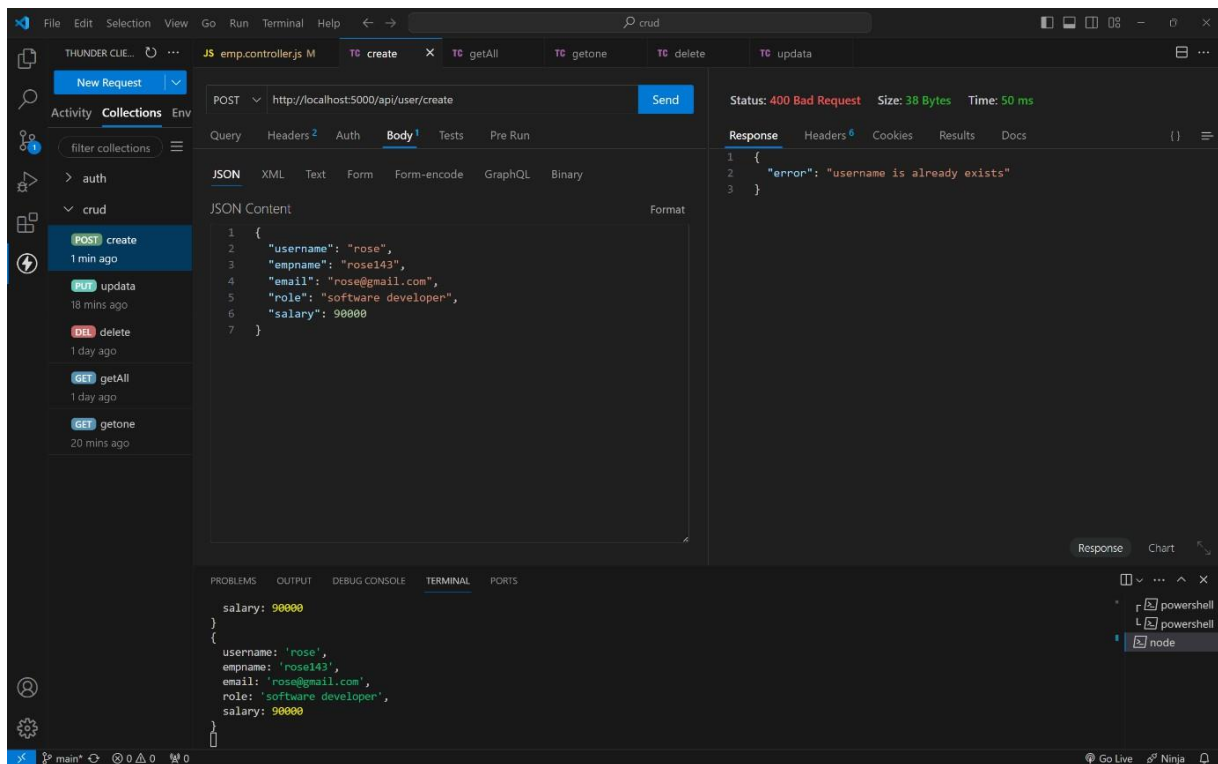 File Edit Selection View Go Run Terminal Help crud
THUNDER CLIE... JS emp.controller.js M TC create TC getAll TC getone TC delete TC updata
New Request
POST http://localhost:5000/api/user/create Send Status: 400 Bad Request Size: 38 Bytes Time: 50 ms
Activity Collections Env
Query Headers 2 Auth Body 1 Tests Pre Run Response Headers 6 Cookies Results Docs {}
filter collections
1 {
2 "error": "username is already exists"
3 }
auth
JSON XML Text Form Form-encode GraphQL Binary
crud
JSON Content Format
POST create
1 min ago
PUT updata
18 mins ago
DEL delete
1 day ago
GET getAll
1 day ago
GET getone
20 mins ago
1 {
2 "username": "rose",
3 "empname": "rose143",
4 "email": "rose@gmail.com",
5 "role": "software developer",
6 "salary": 90000
7 }
Response Chart
PROBLEMS OUTPUT DEBUG CONSOLE TERMINAL PORTS
salary: 90000
}
{
username: 'rose',
empname: 'rose143',
email: 'rose@gmail.com',
role: 'software developer',
salary: 90000
}
powershell
powershell
node
main* 0 0 0 Go Live Ninja